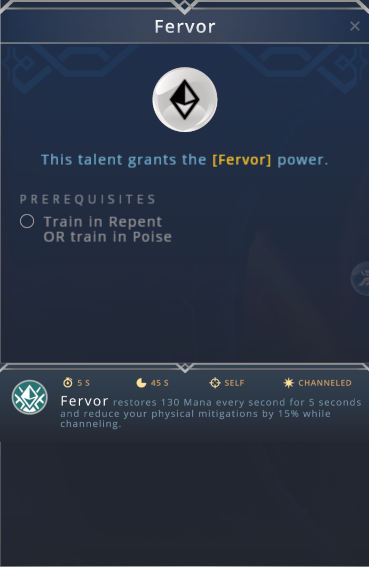 Fervor
This talent grants the [Fervor] power.
PREREQUISITES
Train in Repent
OR train in Poise
5 S 45 S SELF CHANNELED
Fervor restores 130 Mana every second for 5 seconds
and reduce your physical mitigations by 15% while
channeling.